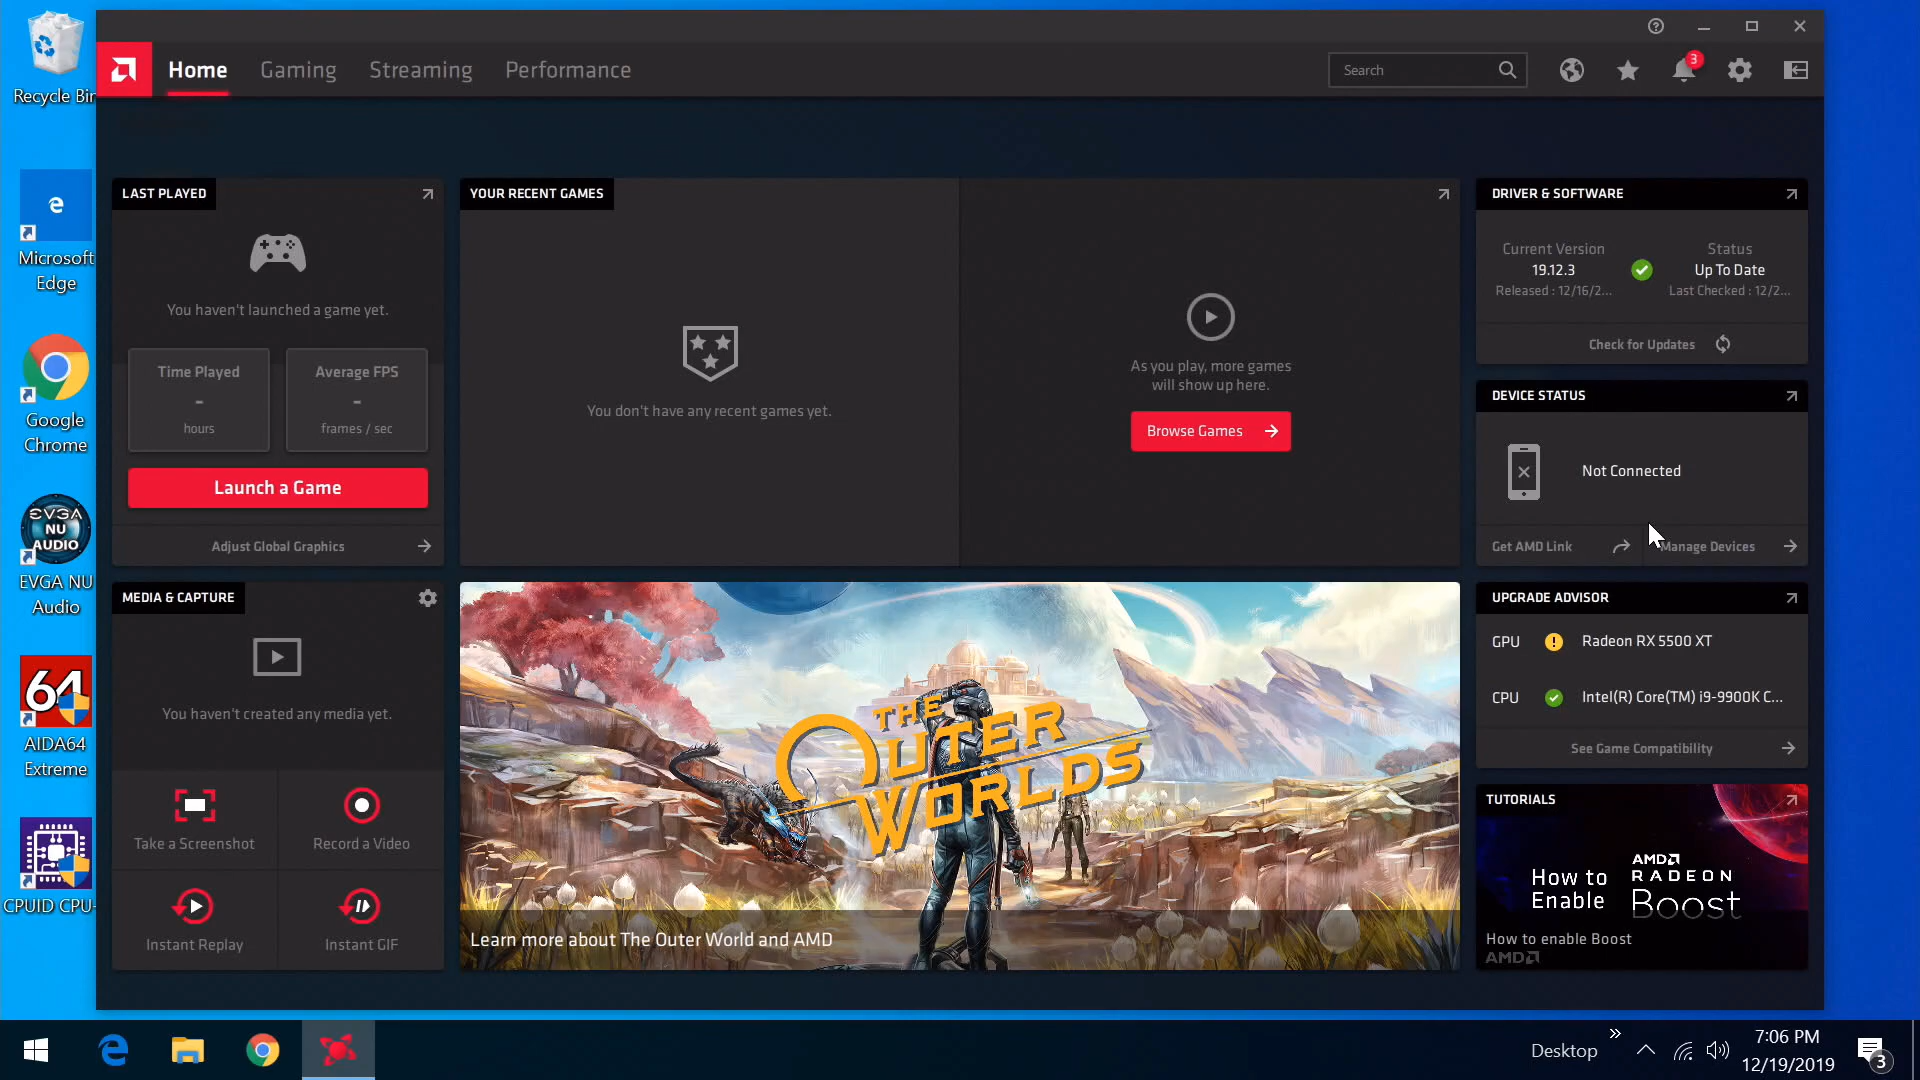 Recycle Bin
Microsoft
Edge
Google
Chrome
EVGA
NU
AUDIO
EVGA NU
Audio
64
AIDA64
Extreme
CPUID CPU-
Home
Gaming
Streaming
Performance
Search
3
LAST PLAYED
You haven't launched a game yet.
Time Played
-
hours
Average FPS
-
frames / sec
Launch a Game
Adjust Global Graphics
YOUR RECENT GAMES
You don't have any recent games yet.
As you play, more games
will show up here.
Browse Games
DRIVER & SOFTWARE
Current Version
19.12.3
Released : 12/16/2...
Status
Up To Date
Last Checked : 12/2...
Check for Updates
DEVICE STATUS
Not Connected
Get AMD Link
Manage Devices
MEDIA & CAPTURE
You haven't created any media yet.
Take a Screenshot
Record a Video
Instant Replay
Instant GIF
THE
OUTER
WORLDS
Learn more about The Outer World and AMD
UPGRADE ADVISOR
GPU
Radeon RX 5500 XT
CPU
Intel(R) Core(TM) i9-9900K C...
See Game Compatibility
TUTORIALS
How to
Enable
AMD
RADEON
Boost
How to enable Boost
AMD
Desktop
7:06 PM
12/19/2019
3